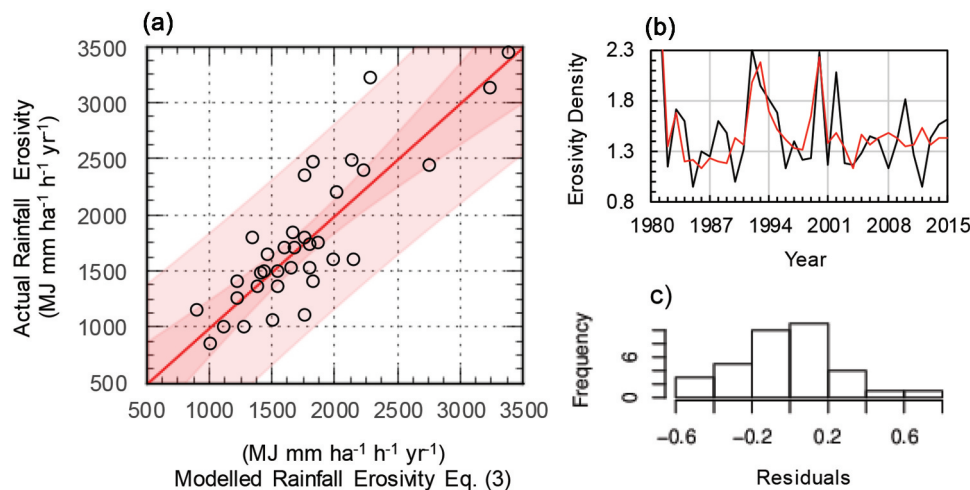 (a)
Actual Rainfall Erosivity
(MJ mm ha⁻¹ h⁻¹ yr⁻¹)
3500
3000
2500
2000
1500
1000
500
500 1000 1500 2000 2500 3000 3500
(MJ mm ha⁻¹ h⁻¹ yr⁻¹)
Modelled Rainfall Erosivity Eq. (3)
(b)
Erosivity Density
2.3
1.8
1.3
0.8
1980 1987 1994 2001 2008 2015
Year
c)
Frequency
6
0
−0.6 −0.2 0.2 0.6
Residuals